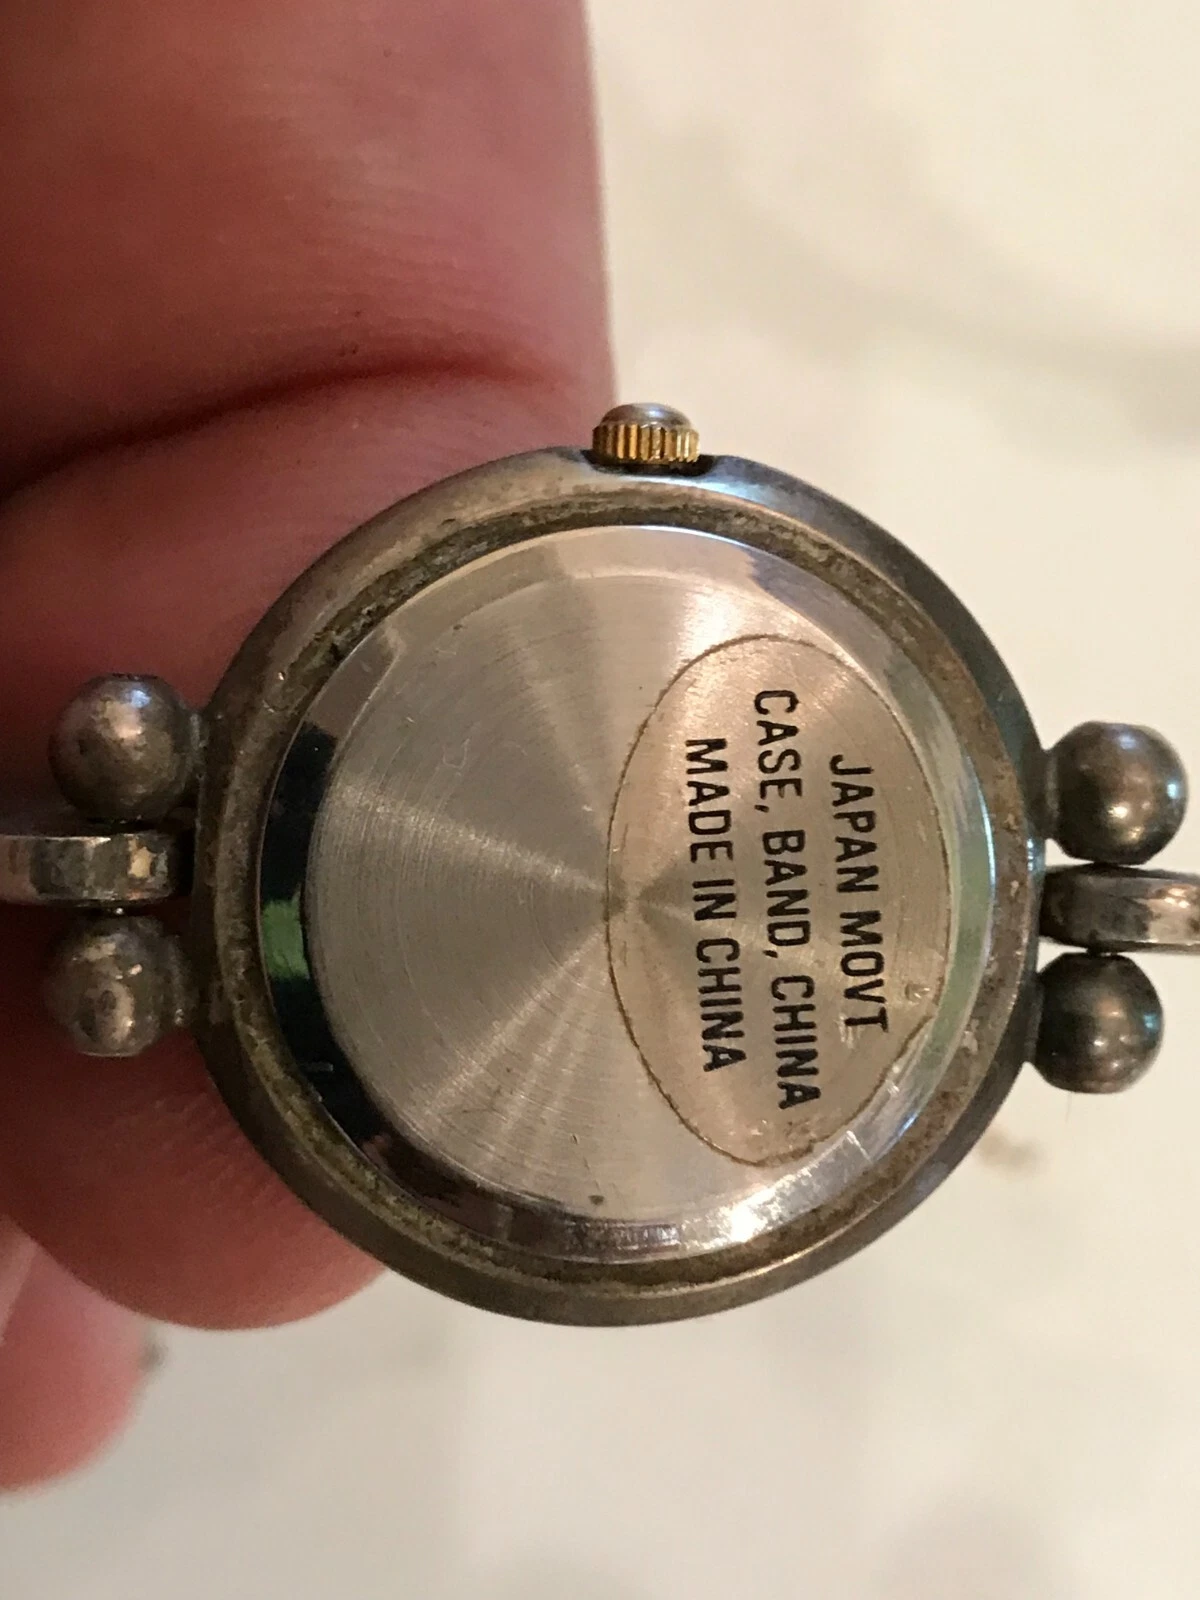 JAPAN MOVT
CASE, BAND, CHINA
MADE IN CHINA